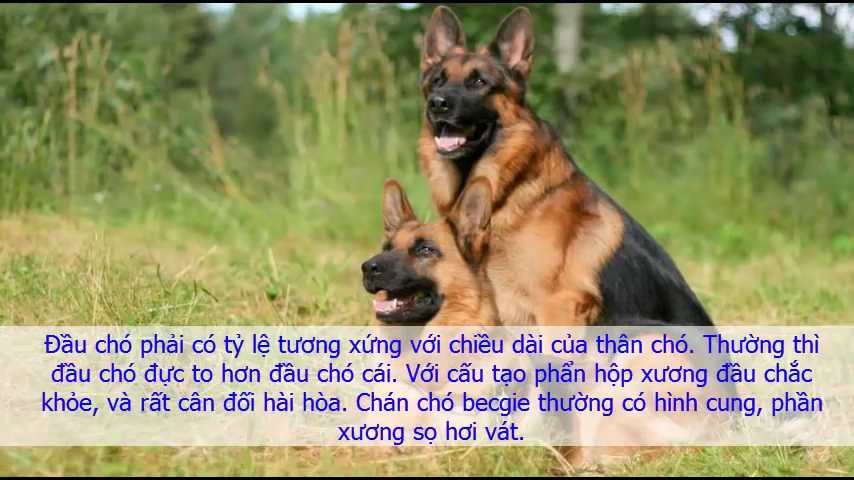 Đầu chó phải có tỷ lệ tương xứng với chiều dài của thân chó. Thường thì
đầu chó đực to hơn đầu chó cái. Với cấu tạo phẩn hộp xương đầu chắc
khỏe, và rất cân đối hài hòa. Chán chó becgie thường có hình cung, phần
xương sọ hơi vát.